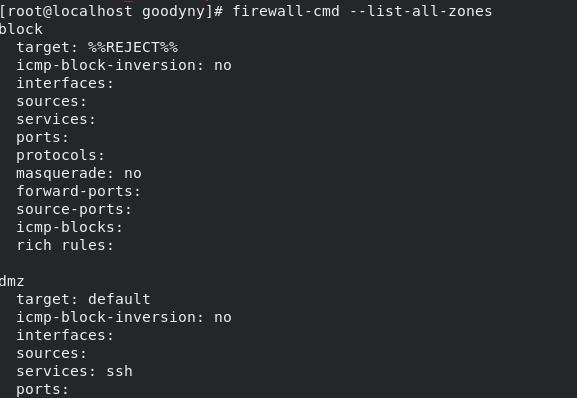 [root@localhost goodyny]# firewall-cmd --list-all-zones
block
  target: %%REJECT%%
  icmp-block-inversion: no
  interfaces:
  sources:
  services:
  ports:
  protocols:
  masquerade: no
  forward-ports:
  source-ports:
  icmp-blocks:
  rich rules:

dmz
  target: default
  icmp-block-inversion: no
  interfaces:
  sources:
  services: ssh
  ports: